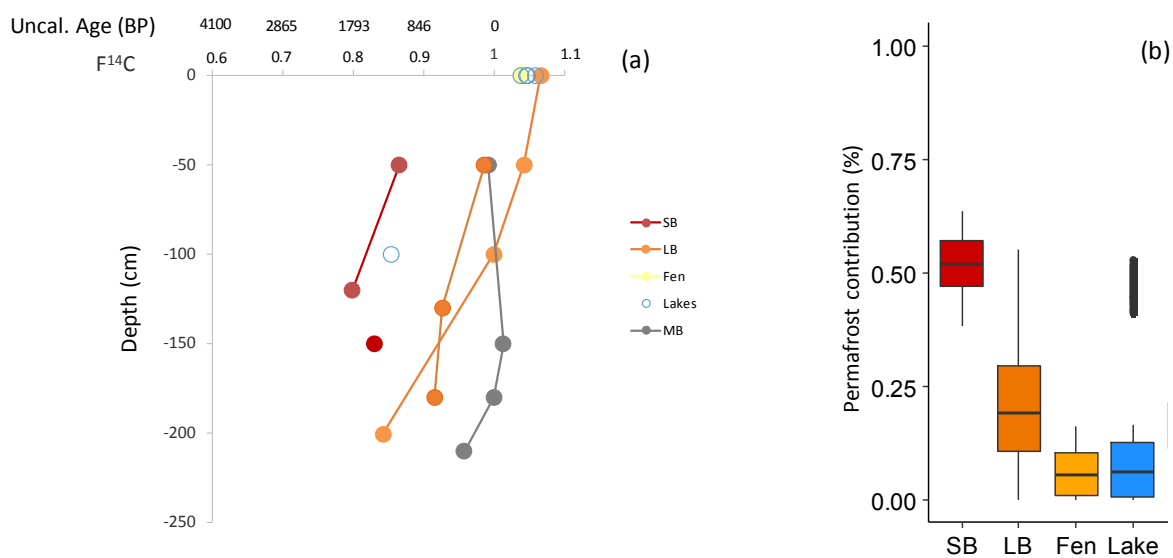 Uncal. Age (BP) 4100 2865 1793 846 0
F¹⁴C 0.6 0.7 0.8 0.9 1 1.1
(a)
0
-50
-100
-150
-200
-250
Depth (cm)
SB
LB
Fen
Lakes
MB
(b)
1.00
0.75
0.50
0.25
0.00
Permafrost contribution (%)
SB LB Fen Lake